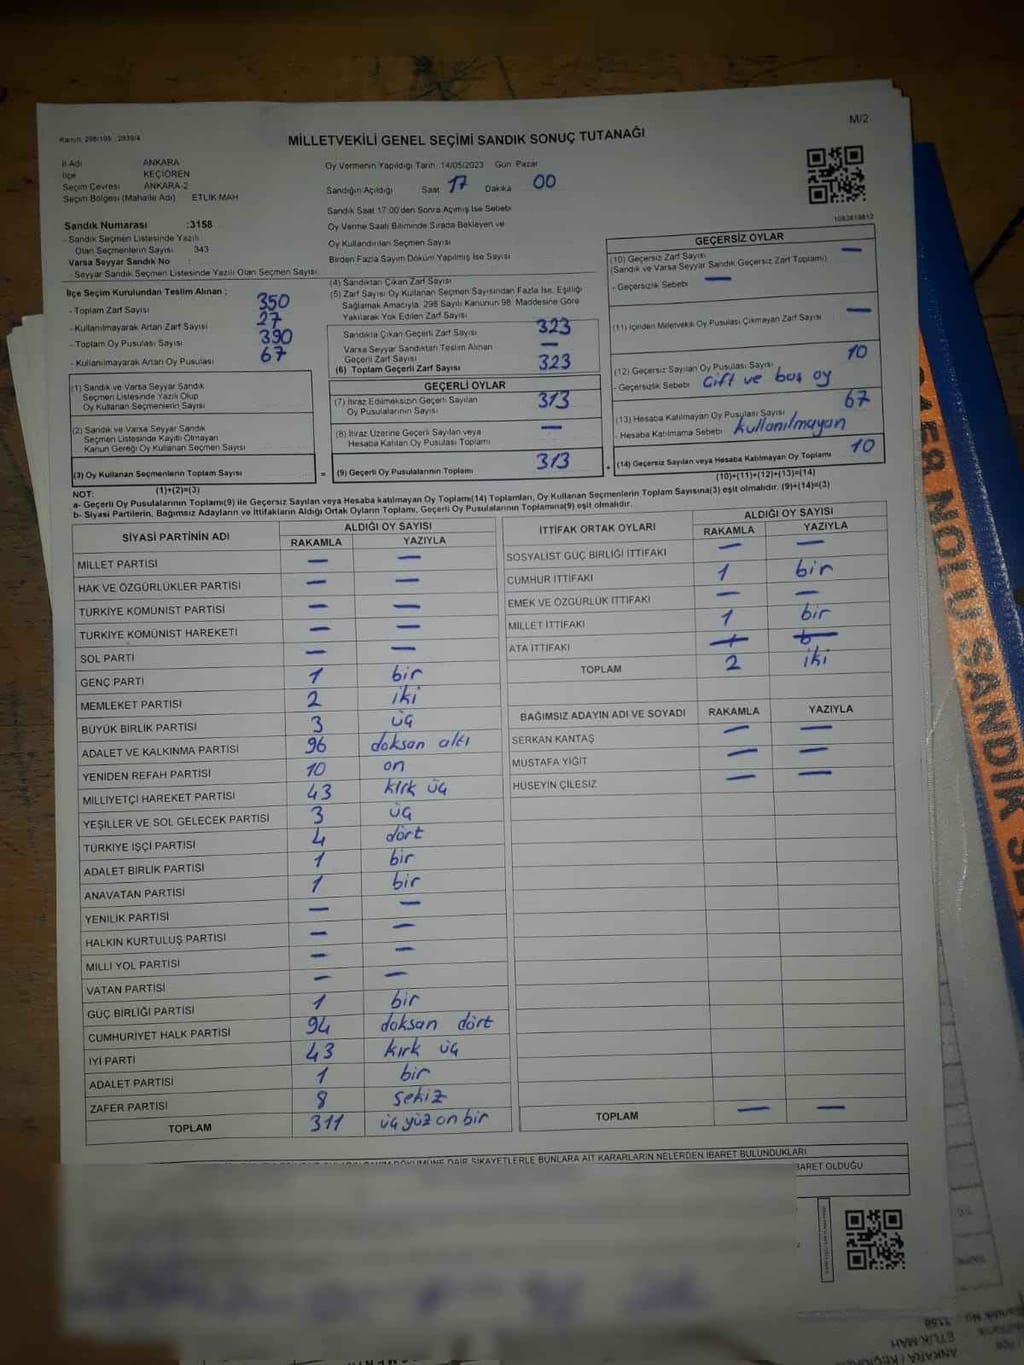 M/2
Kanun: 298/105 , 2839/4
MİLLETVEKİLİ GENEL SEÇİMİ SANDIK SONUÇ TUTANAĞI
İl Adı ANKARA
İlçe KEÇİÖREN
Seçim Çevresi ANKARA-2
Seçim Bölgesi (Mahalle Adı) ETLİK MAH
Oy Vermenin Yapıldığı Tarih 14/05/2023 Gün Pazar
Sandığın Açıldığı Saat 17 Dakika 00
Sandık Saat 17:00'den Sonra Açımış İse Sebebi
Oy Verme Saati Bitiminde Sırada Bekleyen ve
Oy Kullandırılan Seçmen Sayısı
Birden Fazla Sayım Döküm Yapılmış İse Sayısı
Sandık Numarası :3158
- Sandık Seçmen Listesinde Yazılı
Olan Seçmenlerin Sayısı 343
Varsa Seyyar Sandık No :
- Seyyar Sandık Seçmen Listesinde Yazılı Olan Seçmen Sayısı
İlçe Seçim Kurulundan Teslim Alınan :
- Toplam Zarf Sayısı 350
- Kullanılmayarak Artan Zarf Sayısı 27
- Toplam Oy Pusulası Sayısı 390
- Kullanılmayarak Artan Oy Pusulası 67
(1) Sandık ve Varsa Seyyar Sandık
Seçmen Listesinde Yazılı Olup
Oy Kullanan Seçmenlerin Sayısı
(2) Sandık ve Varsa Seyyar Sandık
Seçmen Listesinde Kayıtlı Olmayan
Kanun Gereği Oy Kullanan Seçmen Sayısı
(3) Oy Kullanan Seçmenlerin Toplam Sayısı
(1)+(2)=(3)
(4) Sandıktan Çıkan Zarf Sayısı
(5) Zarf Sayısı Oy Kullanan Seçmen Sayısından Fazla İse, Eşitliği
Sağlamak Amacıyla, 298 Sayılı Kanunun 98. Maddesine Göre
Yakılarak Yok Edilen Zarf Sayısı
Sandıkta Çıkan Geçerli Zarf Sayısı 323
Varsa Seyyar Sandıktan Teslim Alınan
Geçerli Zarf Sayısı —
(6) Toplam Geçerli Zarf Sayısı 323
GEÇERLİ OYLAR
(7) İtiraz Edilmeksizin Geçerli Sayılan
Oy Pusulalarının Sayısı 313
(8) İtiraz Üzerine Geçerli Sayılan veya
Hesaba Katılan Oy Pusulası Toplamı —
= (9) Geçerli Oy Pusulalarının Toplamı 313 +
1083819812
GEÇERSİZ OYLAR
(10) Geçersiz Zarf Sayısı —
(Sandık ve Varsa Seyyar Sandık Geçersiz Zarf Toplamı)
- Geçersizlik Sebebi —
(11) İçinden Milletvekili Oy Pusulası Çıkmayan Zarf Sayısı —
(12) Geçersiz Sayılan Oy Pusulası Sayısı 10
- Geçersizlik Sebebi Çift ve boş oy
(13) Hesaba Katılmayan Oy Pusulası Sayısı 67
- Hesaba Katılmama Sebebi kullanılmayan
(14) Geçersiz Sayılan veya Hesaba Katılmayan Oy Toplamı 10
(10)+(11)+(12)+(13)=(14)
NOT:
a- Geçerli Oy Pusulalarının Toplamı(9) ile Geçersiz Sayılan veya Hesaba katılmayan Oy Toplamı(14) Toplamları, Oy Kullanan Seçmenlerin Toplam Sayısına(3) eşit olmalıdır. (9)+(14)=(3)
b- Siyasi Partilerin, Bağımsız Adayların ve İttifakların Aldığı Ortak Oyların Toplamı, Geçerli Oy Pusulalarının Toplamına(9) eşit olmalıdır.
SİYASİ PARTİNİN ADI ALDIĞI OY SAYISI
RAKAMLA YAZIYLA
MİLLET PARTİSİ — —
HAK VE ÖZGÜRLÜKLER PARTİSİ — —
TÜRKİYE KOMÜNİST PARTİSİ — —
TÜRKİYE KOMÜNİST HAREKETİ — —
SOL PARTİ — —
GENÇ PARTİ 1 bir
MEMLEKET PARTİSİ 2 iki
BÜYÜK BİRLİK PARTİSİ 3 üç
ADALET VE KALKINMA PARTİSİ 96 doksan altı
YENİDEN REFAH PARTİSİ 10 on
MİLLİYETÇİ HAREKET PARTİSİ 43 kırk üç
YEŞİLLER VE SOL GELECEK PARTİSİ 3 üç
TÜRKİYE İŞÇİ PARTİSİ 4 dört
ADALET BİRLİK PARTİSİ 1 bir
ANAVATAN PARTİSİ 1 bir
YENİLİK PARTİSİ — —
HALKIN KURTULUŞ PARTİSİ — —
MİLLİ YOL PARTİSİ — —
VATAN PARTİSİ — —
GÜÇ BİRLİĞİ PARTİSİ 1 bir
CUMHURİYET HALK PARTİSİ 94 doksan dört
İYİ PARTİ 43 kırk üç
ADALET PARTİSİ 1 bir
ZAFER PARTİSİ 8 sekiz
TOPLAM 311 üç yüz on bir
İTTİFAK ORTAK OYLARI ALDIĞI OY SAYISI
RAKAMLA YAZIYLA
SOSYALİST GÜÇ BİRLİĞİ İTTİFAKI — —
CUMHUR İTTİFAKI 1 bir
EMEK VE ÖZGÜRLÜK İTTİFAKI — —
MİLLET İTTİFAKI 1 bir
ATA İTTİFAKI — —
TOPLAM 2 iki
BAĞIMSIZ ADAYIN ADI VE SOYADI RAKAMLA YAZIYLA
SERKAN KANTAŞ — —
MUSTAFA YİĞİT — —
HÜSEYİN ÇİLESİZ — —
TOPLAM — —
DÖKÜMÜNE DAİR ŞİKAYETLERLE BUNLARA AİT KARARLARIN NELERDEN İBARET BULUNDUKLARI
BARET OLDUĞU
NOLU SANDIK
3158
ETLİK MAH
ANKARA / KEÇİÖREN